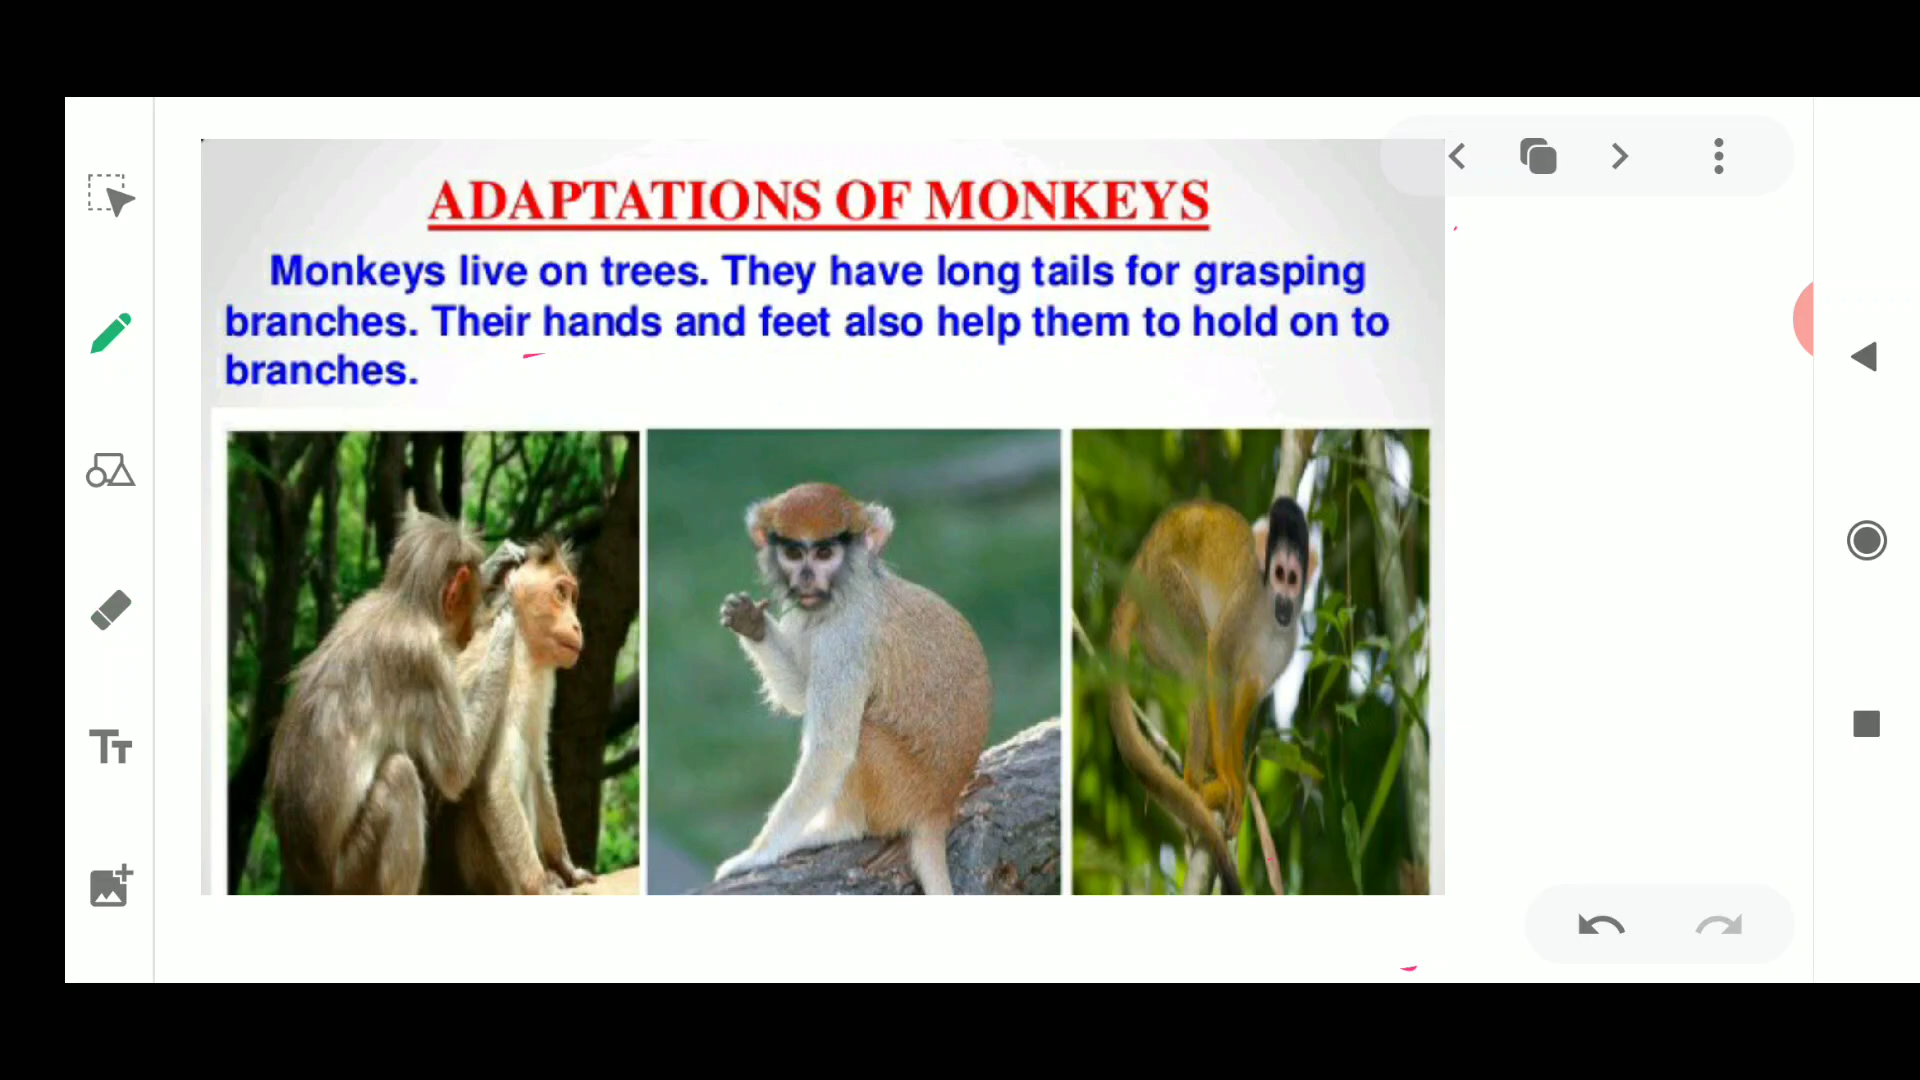 ADAPTATIONS OF MONKEYS
Monkeys live on trees. They have long tails for grasping
branches. Their hands and feet also help them to hold on to
branches.